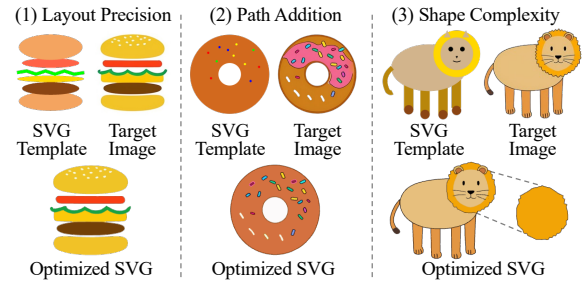 (1) Layout Precision
SVG Template
Target Image
Optimized SVG
(2) Path Addition
SVG Template
Target Image
Optimized SVG
(3) Shape Complexity
SVG Template
Target Image
Optimized SVG